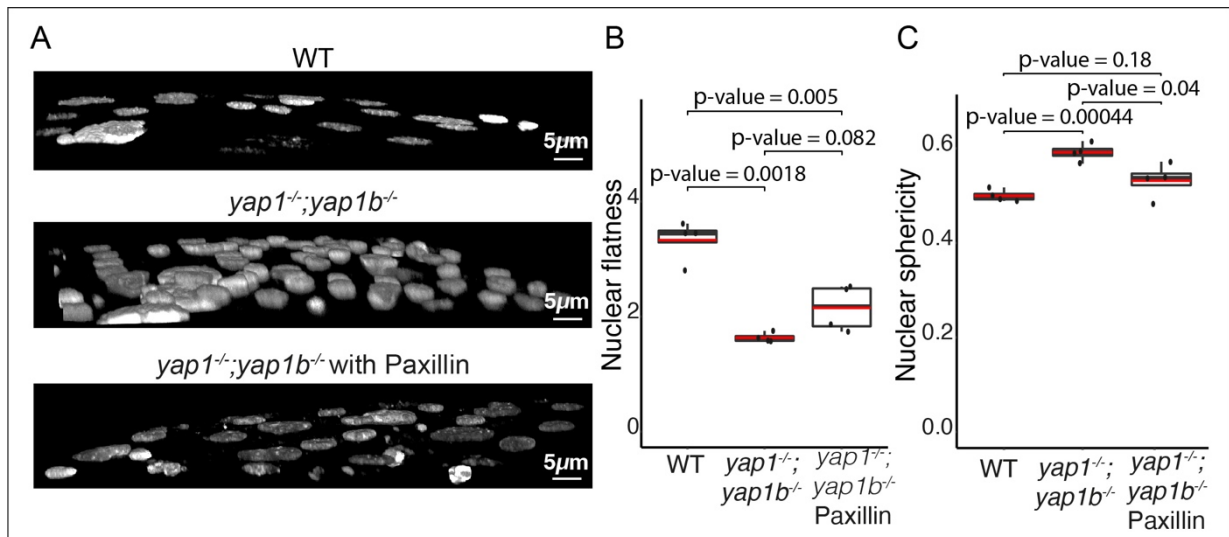 A
WT
5µm
yap1-/-;yap1b-/-
5µm
yap1-/-;yap1b-/- with Paxillin
5µm
B
p-value = 0.005
p-value = 0.082
p-value = 0.0018
Nuclear flatness
4
2
0
WT
yap1-/-;
yap1b-/-
yap1-/-;
yap1b-/-
Paxillin
C
p-value = 0.18
p-value = 0.04
p-value = 0.00044
Nuclear sphericity
0.6
0.4
0.2
0.0
WT
yap1-/-;
yap1b-/-
yap1-/-;
yap1b-/-
Paxillin